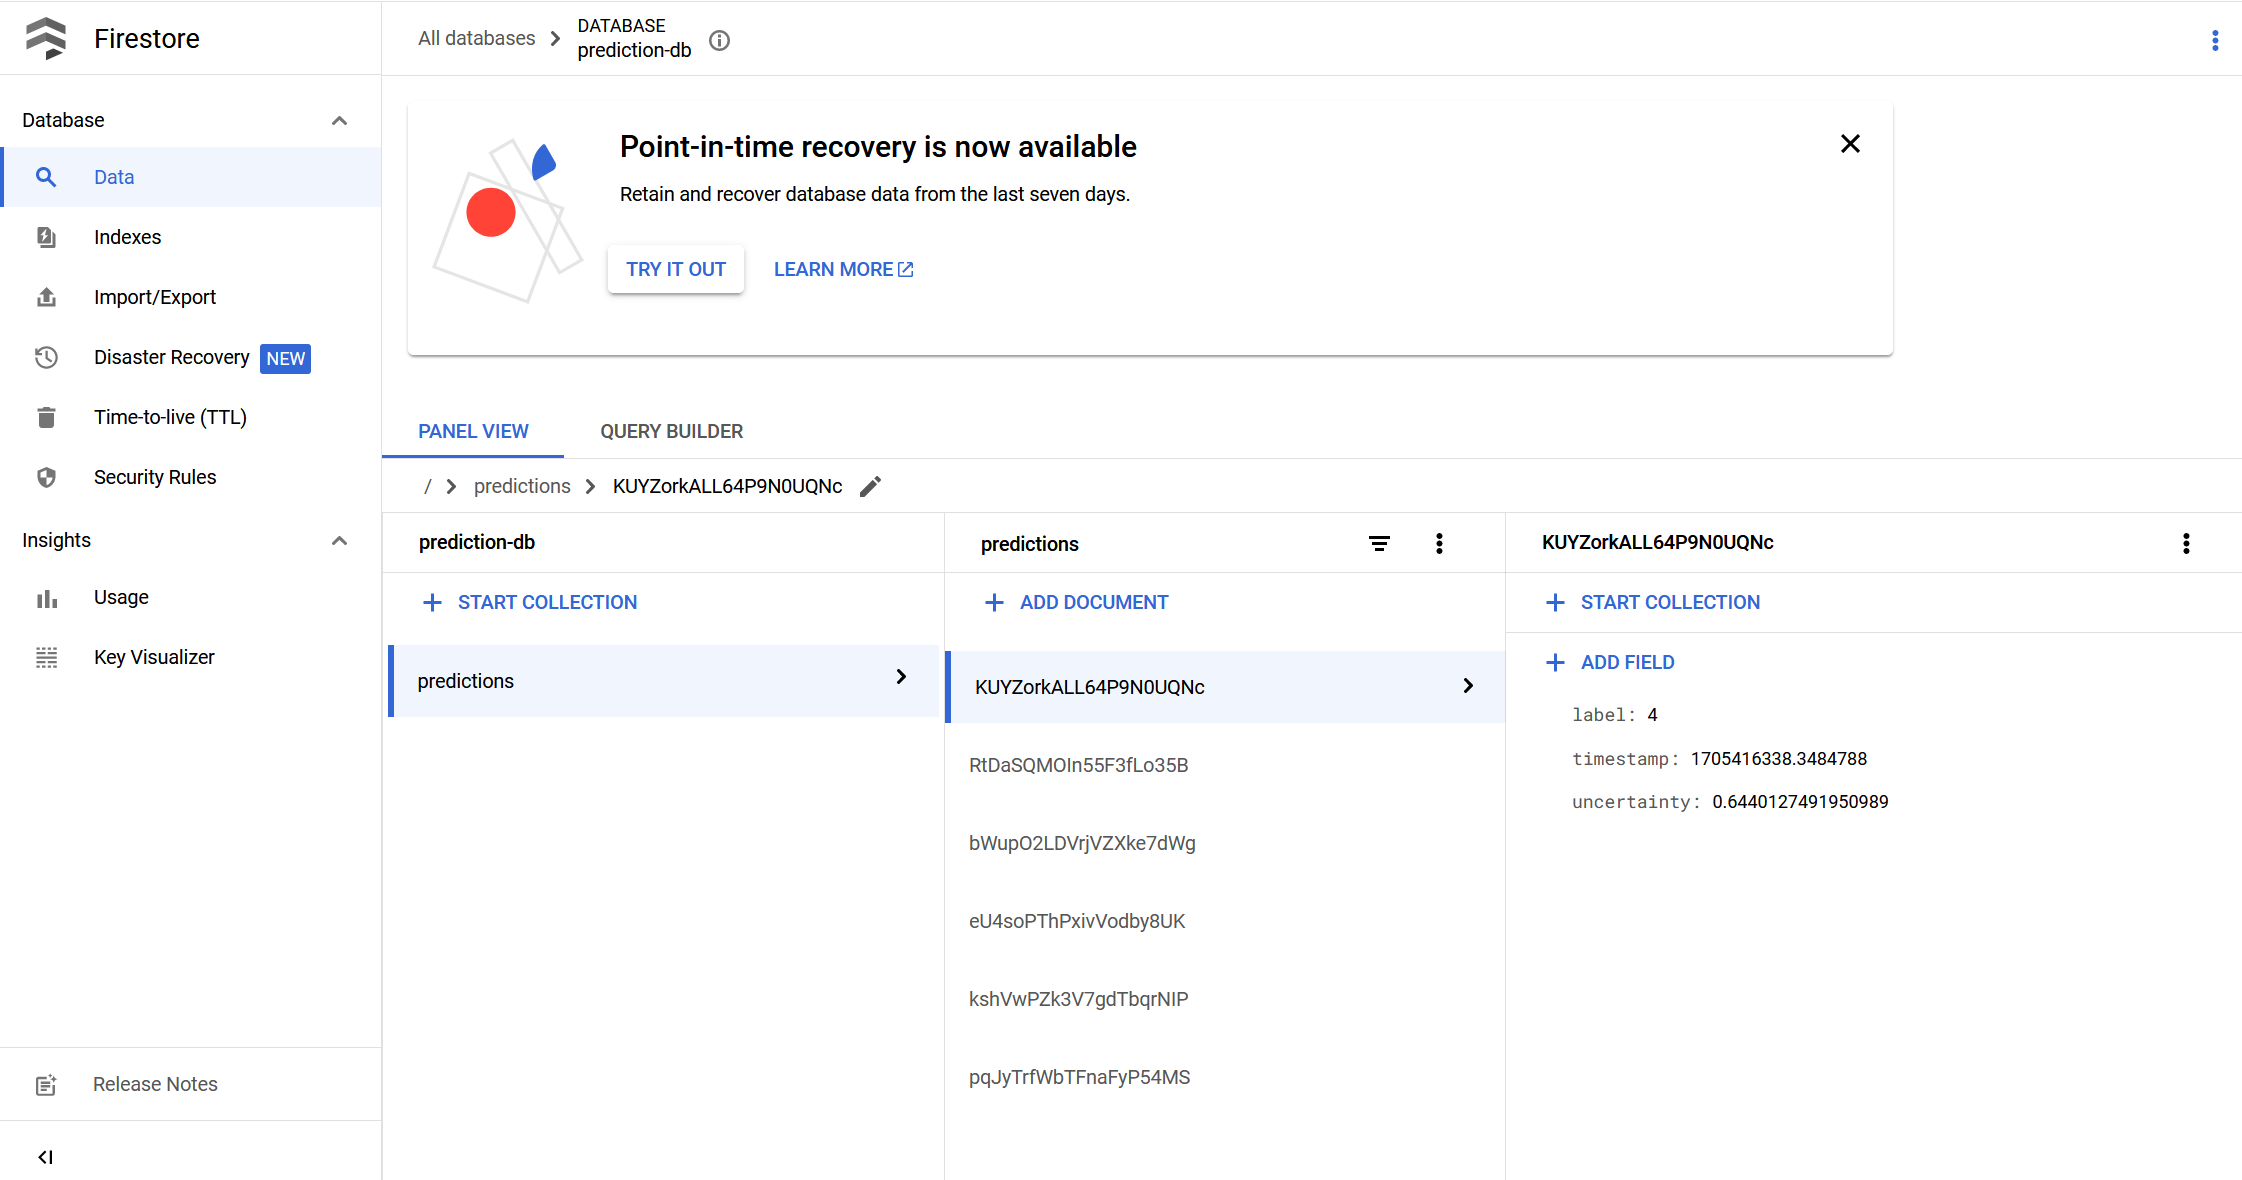 Firestore
All databases
DATABASE
prediction-db
Database
Data
Indexes
Import/Export
Disaster Recovery NEW
Time-to-live (TTL)
Security Rules
Insights
Usage
Key Visualizer
Release Notes
Point-in-time recovery is now available
Retain and recover database data from the last seven days.
TRY IT OUT LEARN MORE
PANEL VIEW QUERY BUILDER
/ predictions KUYZorkALL64P9N0UQNc
prediction-db
START COLLECTION
predictions
predictions
ADD DOCUMENT
KUYZorkALL64P9N0UQNc
RtDaSQMOIn55F3fLo35B
bWupO2LDVrjVZXke7dWg
eU4soPThPxivVodby8UK
kshVwPZk3V7gdTbqrNIP
pqJyTrfWbTFnaFyP54MS
KUYZorkALL64P9N0UQNc
START COLLECTION
ADD FIELD
label: 4
timestamp: 1705416338.3484788
uncertainty: 0.6440127491950989